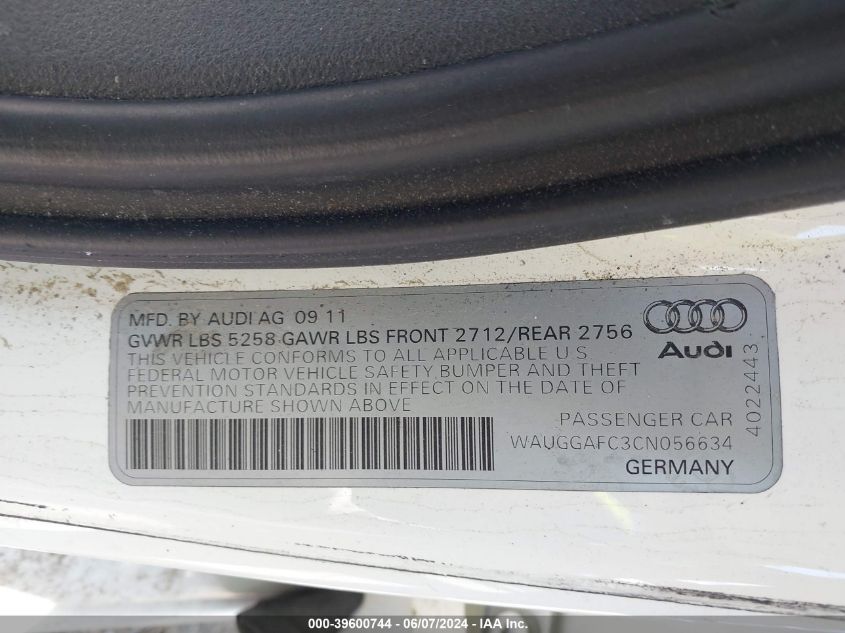 MFD. BY AUDI AG 09 11
GVWR LBS 5258 GAWR LBS FRONT 2712/REAR 2756
THIS VEHICLE CONFORMS TO ALL APPLICABLE U S
FEDERAL MOTOR VEHICLE SAFETY, BUMPER AND THEFT
PREVENTION STANDARDS IN EFFECT ON THE DATE OF
MANUFACTURE SHOWN ABOVE
Audi
4022443
PASSENGER CAR
WAUGGAFC3CN056634
GERMANY
000-39600744 - 06/07/2024 - IAA Inc.